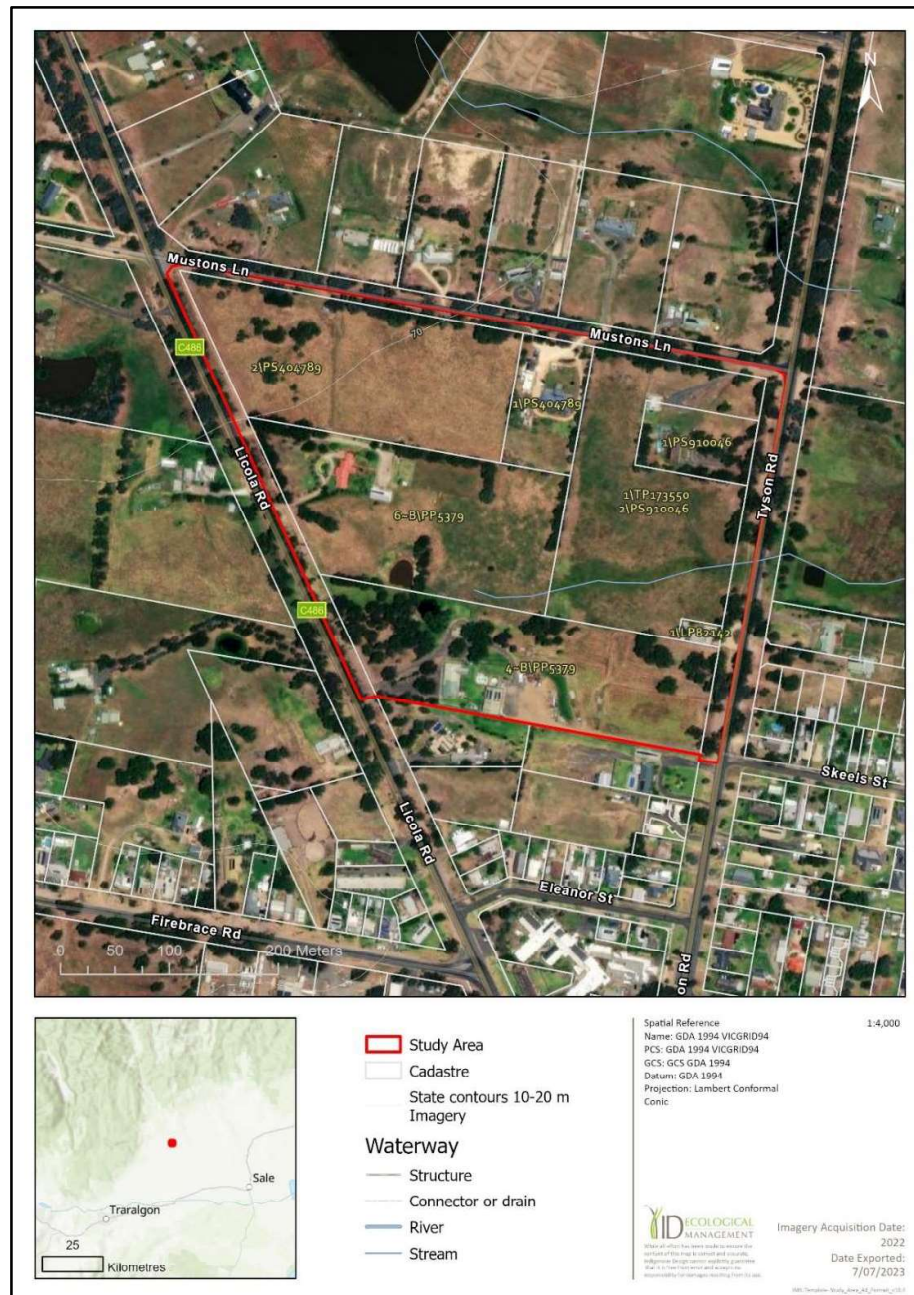 N
Mustons Ln
Mustons Ln
C486
2\PS404789
1\PS404789
70
1\PS910046
Licola Rd
Tyson Rd
6~B\PP5379
1\TP173550
2\PS910046
C486
1\LP82142
4~B\PP5379
Skeels St
Licola Rd
Eleanor St
Firebrace Rd
on Rd
0 50 100 200 Meters
Study Area
Cadastre
State contours 10-20 m
Imagery
Waterway
Structure
Connector or drain
River
Stream
Sale
Traralgon
25
Kilometres
Spatial Reference
Name: GDA 1994 VICGRID94
PCS: GDA 1994 VICGRID94
GCS: GCS GDA 1994
Datum: GDA 1994
Projection: Lambert Conformal
Conic
1:4,000
ID ECOLOGICAL
MANAGEMENT
Imagery Acquisition Date:
2022
Date Exported:
7/07/2023